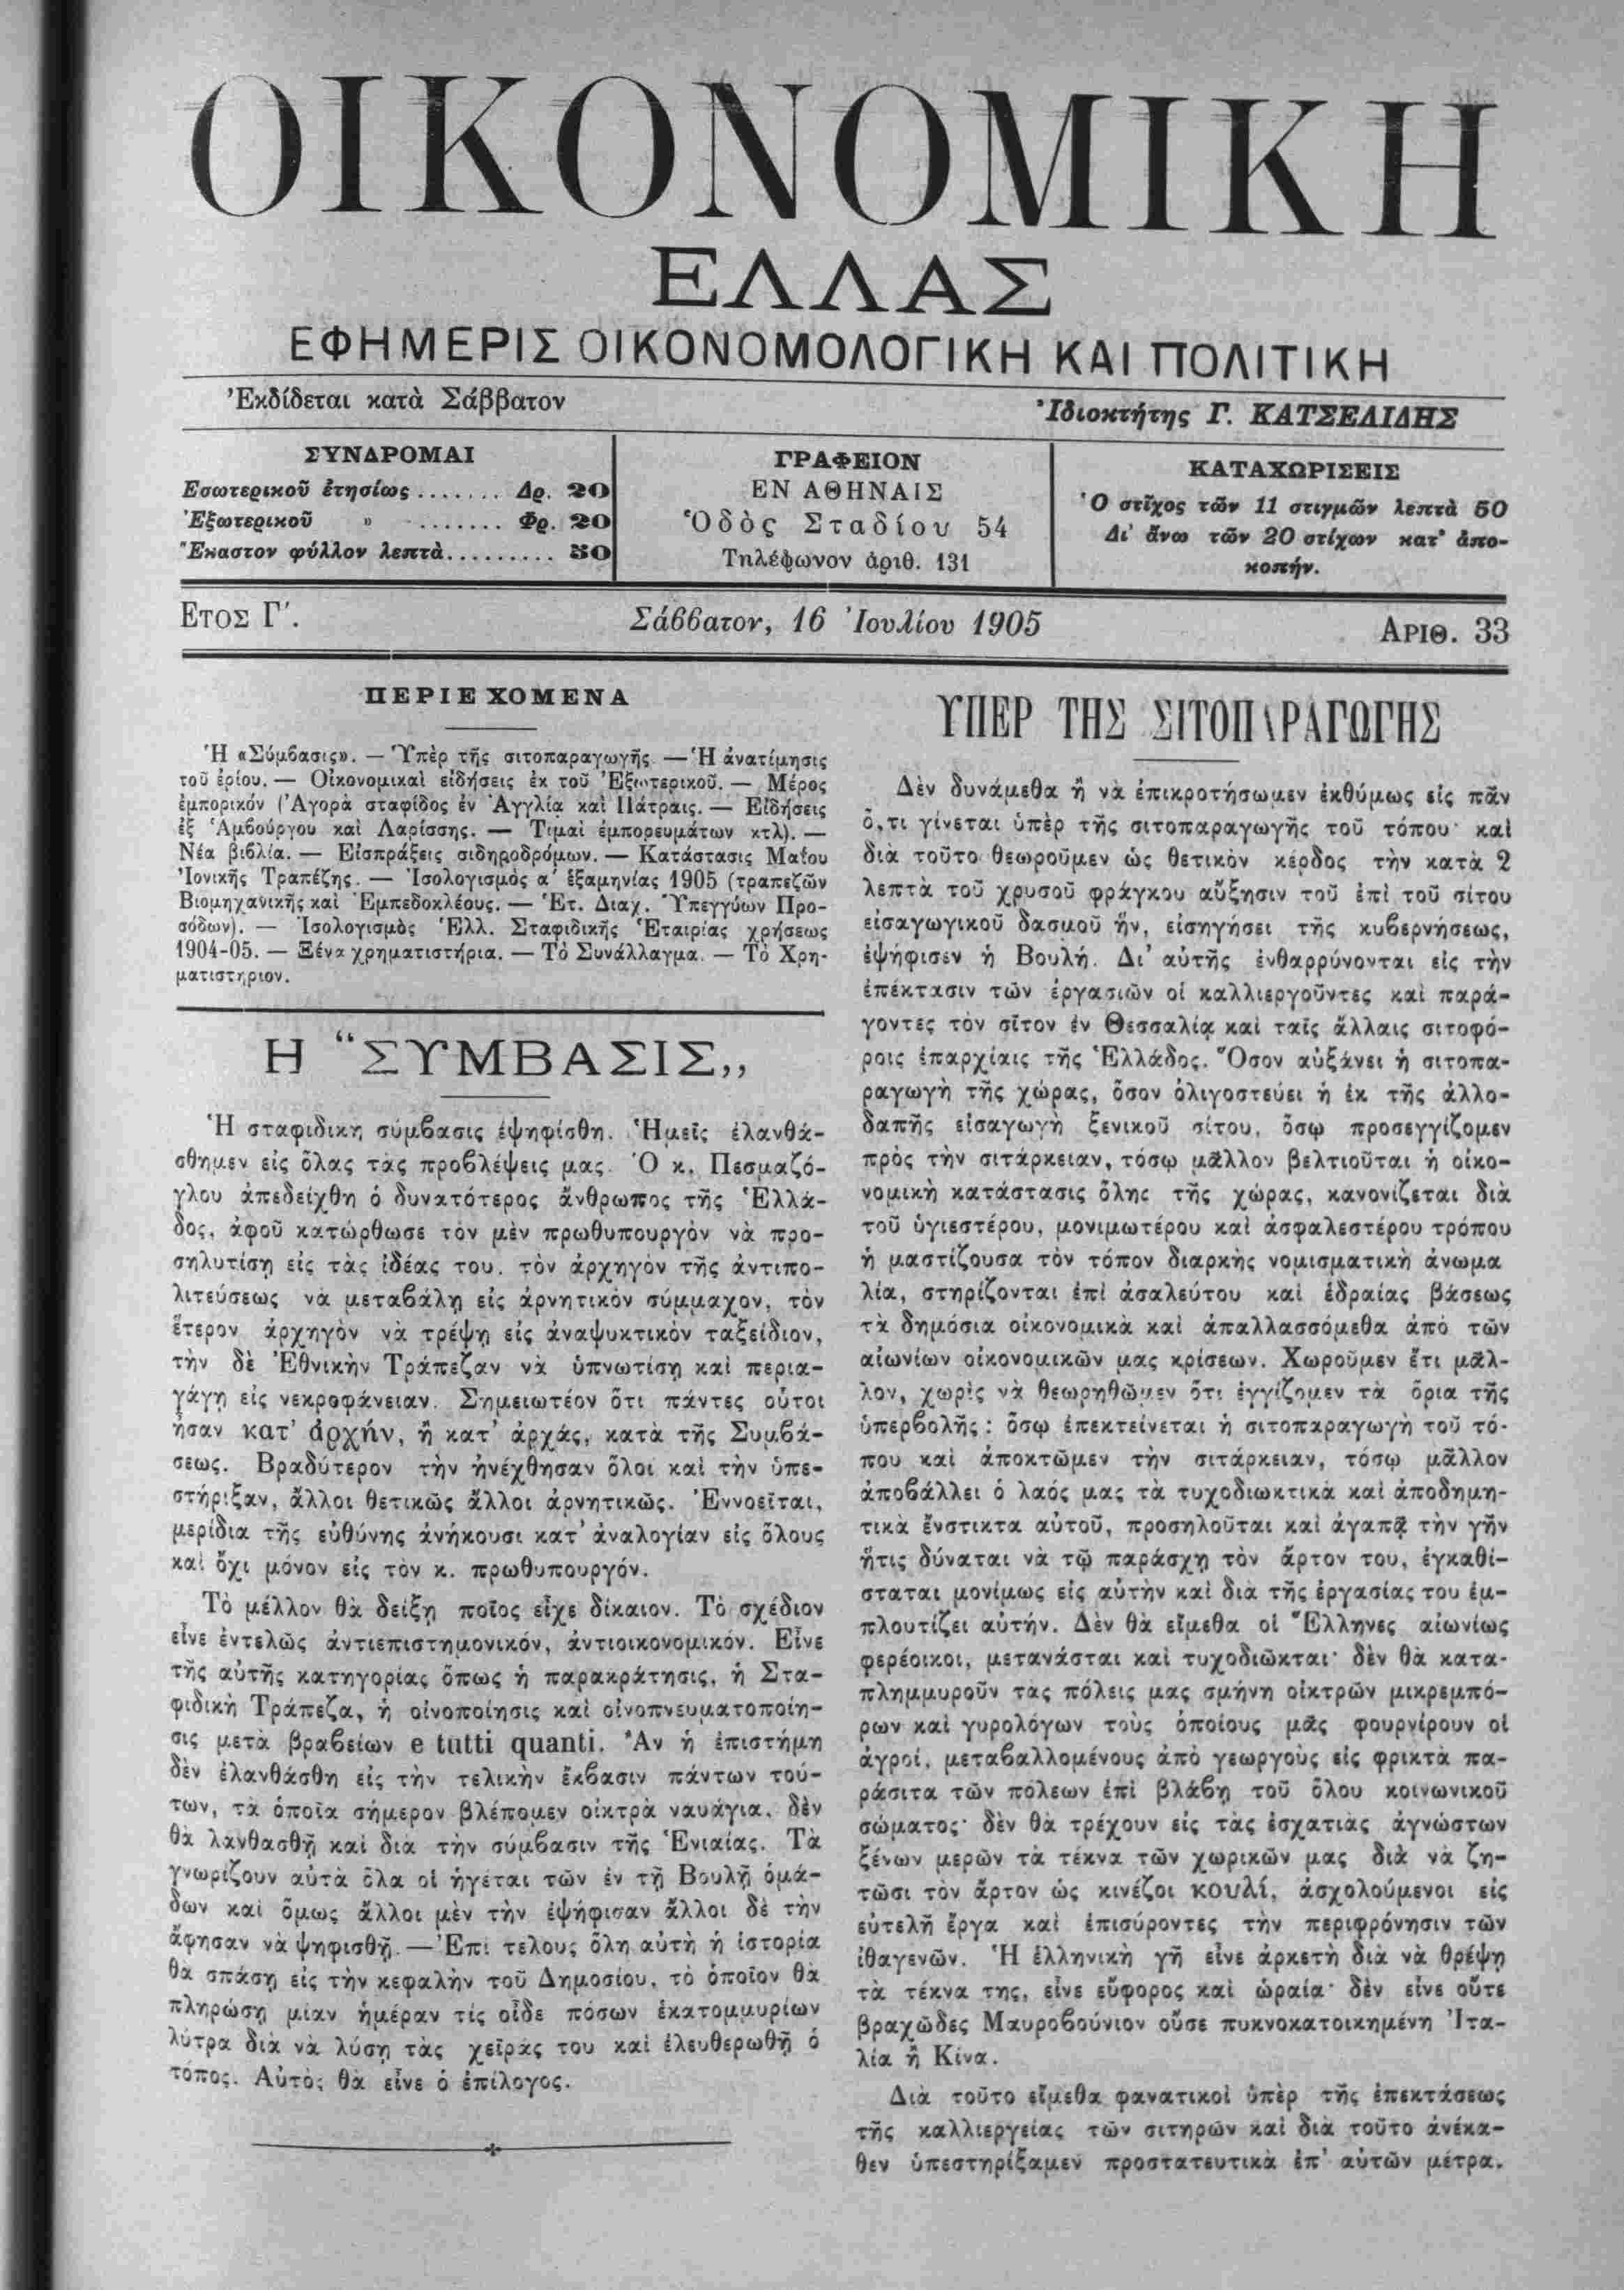 ΟΙΚΟΝΟΜΙΚΗ
ΕΛΛΑΣ
ΕΦΗΜΕΡΙΣ ΟΙΚΟΝΟΜΟΛΟΓΙΚΗ ΚΑΙ ΠΟΛΙΤΙΚΗ
Ἐκδίδεται κατὰ Σάββατον
Ἰδιοκτήτης Γ. ΚΑΤΣΕΛΙΔΗΣ
ΣΥΝΔΡΟΜΑΙ
Εσωτερικοῦ ἐτησίως ....... Δρ. 20
Ἐξωτερικοῦ » ....... Φρ. 20
Ἕκαστον φύλλον λεπτὰ.......... 50
ΓΡΑΦΕΙΟΝ
ΕΝ ΑΘΗΝΑΙΣ
Ὁδὸς Σταδίου 54
Τηλέφωνον ἀριθ. 131
ΚΑΤΑΧΩΡΙΣΕΙΣ
Ὁ στῖχος τῶν 11 στιγμῶν λεπτὰ 50
Δι' ἄνω τῶν 20 στίχων κατ' ἀπο-
κοπήν.
ΕΤΟΣ Γ'.
Σάββατον, 16 Ἰουλίου 1905
ΑΡΙΘ. 33
ΠΕΡΙΕΧΟΜΕΝΑ
Ἡ «Σύμβασις». — Ὑπὲρ τῆς σιτοπαραγωγῆς — Ἡ ἀνατίμησις
τοῦ ἐρίου. — Οἰκονομικαὶ εἰδήσεις ἐκ τοῦ Ἐξωτερικοῦ. — Μέρος
ἐμπορικόν (Ἀγορὰ σταφίδος ἐν Ἀγγλίᾳ καὶ Πάτραις. — Εἰδήσεις
ἐξ Ἀμβούργου καὶ Λαρίσσης. — Τιμαὶ ἐμπορευμάτων κτλ). —
Νέα βιβλία. — Εἰσπράξεις σιδηροδρόμων. — Κατάστασις Μαΐου
Ἰονικῆς Τραπέζης. — Ἰσολογισμὸς α' ἑξαμηνίας 1905 (τραπεζῶν
Βιομηχανικῆς καὶ Ἐμπεδοκλέους. — Ἑτ. Διαχ. Ὑπεγγύων Προ-
σόδων). — Ἰσολογισμὸς Ἑλλ. Σταφιδικῆς Ἑταιρίας χρήσεως
1904-05. — Ξένα χρηματιστήρια. — Τὸ Συνάλλαγμα. — Τὸ Χρη-
ματιστήριον.
Η “ΣΥΜΒΑΣΙΣ„
Ἡ σταφιδικὴ σύμβασις ἐψηφίσθη. Ἡμεῖς ἐλανθά-
σθημεν εἰς ὅλας τὰς προβλέψεις μας. Ὁ κ. Πεσμαζό-
γλου ἀπεδείχθη ὁ δυνατότερος ἄνθρωπος τῆς Ἑλλά-
δος, ἀφοῦ κατώρθωσε τὸν μὲν πρωθυπουργὸν νὰ προ-
σηλυτίσῃ εἰς τὰς ἰδέας του, τὸν ἀρχηγὸν τῆς ἀντιπο-
λιτεύσεως νὰ μεταβάλῃ εἰς ἀρνητικὸν σύμμαχον, τὸν
ἕτερον ἀρχηγὸν νὰ τρέψῃ εἰς ἀναψυκτικὸν ταξείδιον,
τὴν δὲ Ἐθνικὴν Τράπεζαν νὰ ὑπνωτίσῃ καὶ περια-
γάγῃ εἰς νεκροφάνειαν. Σημειωτέον ὅτι πάντες οὗτοι
ἦσαν κατ' ἀρχήν, ἢ κατ' ἀρχάς, κατὰ τῆς Συμβά-
σεως. Βραδύτερον τὴν ἠνέχθησαν ὅλοι καὶ τὴν ὑπε-
στήριξαν, ἄλλοι θετικῶς ἄλλοι ἀρνητικῶς. Ἐννοεῖται,
μερίδια τῆς εὐθύνης ἀνήκουσι κατ' ἀναλογίαν εἰς ὅλους
καὶ ὄχι μόνον εἰς τὸν κ. πρωθυπουργόν.
Τὸ μέλλον θὰ δείξῃ ποῖος εἶχε δίκαιον. Τὸ σχέδιον
εἶνε ἐντελῶς ἀντιεπιστημονικόν, ἀντιοικονομικόν. Εἶνε
τῆς αὐτῆς κατηγορίας ὅπως ἡ παρακράτησις, ἡ Στα-
φιδικὴ Τράπεζα, ἡ οἰνοποίησις καὶ οἰνοπνευματοποίη-
σις μετὰ βραβείων e tutti quanti. Ἂν ἡ ἐπιστήμη
δὲν ἐλανθάσθη εἰς τὴν τελικὴν ἔκβασιν πάντων τού-
των, τὰ ὁποῖα σήμερον βλέπομεν οἰκτρὰ ναυάγια, δὲν
θὰ λανθασθῇ καὶ διὰ τὴν σύμβασιν τῆς Ἑνιαίας. Τὰ
γνωρίζουν αὐτὰ ὅλα οἱ ἡγέται τῶν ἐν τῇ Βουλῇ ὁμά-
δων καὶ ὅμως ἄλλοι μὲν τὴν ἐψήφισαν ἄλλοι δὲ τὴν
ἄφησαν νὰ ψηφισθῇ. — Ἐπὶ τέλους ὅλη αὐτὴ ἡ ἱστορία
θὰ σπάσῃ εἰς τὴν κεφαλὴν τοῦ Δημοσίου, τὸ ὁποῖον θὰ
πληρώσῃ μίαν ἡμέραν τίς οἶδε πόσων ἑκατομμυρίων
λύτρα διὰ νὰ λύσῃ τὰς χεῖράς του καὶ ἐλευθερωθῇ ὁ
τόπος. Αὐτὸς θὰ εἶνε ὁ ἐπίλογος.
ΥΠΕΡ ΤΗΣ ΣΙΤΟΠΑΡΑΓΩΓΗΣ
Δὲν δυνάμεθα ἢ νὰ ἐπικροτήσωμεν ἐκθύμως εἰς πᾶν
ὅ,τι γίνεται ὑπὲρ τῆς σιτοπαραγωγῆς τοῦ τόπου· καὶ
διὰ τοῦτο θεωροῦμεν ὡς θετικὸν κέρδος τὴν κατὰ 2
λεπτὰ τοῦ χρυσοῦ φράγκου αὔξησιν τοῦ ἐπὶ τοῦ σίτου
εἰσαγωγικοῦ δασμοῦ ἥν, εἰσηγήσει τῆς κυβερνήσεως,
ἐψήφισεν ἡ Βουλή. Δι' αὐτῆς ἐνθαρρύνονται εἰς τὴν
ἐπέκτασιν τῶν ἐργασιῶν οἱ καλλιεργοῦντες καὶ παρά-
γοντες τὸν σῖτον ἐν Θεσσαλίᾳ καὶ ταῖς ἄλλαις σιτοφό-
ροις ἐπαρχίαις τῆς Ἑλλάδος. Ὅσον αὐξάνει ἡ σιτοπα-
ραγωγὴ τῆς χώρας, ὅσον ὀλιγοστεύει ἡ ἐκ τῆς ἀλλο-
δαπῆς εἰσαγωγὴ ξενικοῦ σίτου, ὅσῳ προσεγγίζομεν
πρὸς τὴν σιτάρκειαν, τόσῳ μᾶλλον βελτιοῦται ἡ οἰκο-
νομικὴ κατάστασις ὅλης τῆς χώρας, κανονίζεται διὰ
τοῦ ὑγιεστέρου, μονιμωτέρου καὶ ἀσφαλεστέρου τρόπου
ἡ μαστίζουσα τὸν τόπον διαρκὴς νομισματικὴ ἀνωμα
λία, στηρίζονται ἐπὶ ἀσαλεύτου καὶ ἑδραίας βάσεως
τὰ δημόσια οἰκονομικὰ καὶ ἀπαλλασσόμεθα ἀπὸ τῶν
αἰωνίων οἰκονομικῶν μας κρίσεων. Χωροῦμεν ἔτι μᾶλ-
λον, χωρὶς νὰ θεωρηθῶμεν ὅτι ἐγγίζομεν τὰ ὅρια τῆς
ὑπερβολῆς : ὅσῳ ἐπεκτείνεται ἡ σιτοπαραγωγὴ τοῦ τό-
που καὶ ἀποκτῶμεν τὴν σιτάρκειαν, τόσῳ μᾶλλον
ἀποβάλλει ὁ λαός μας τὰ τυχοδιωκτικὰ καὶ ἀποδημη-
τικὰ ἔνστικτα αὐτοῦ, προσηλοῦται καὶ ἀγαπᾷ τὴν γῆν
ἥτις δύναται νὰ τῷ παράσχῃ τὸν ἄρτον του, ἐγκαθί-
σταται μονίμως εἰς αὐτὴν καὶ διὰ τῆς ἐργασίας του ἐμ-
πλουτίζει αὐτήν. Δὲν θὰ εἴμεθα οἱ Ἕλληνες αἰωνίως
φερέοικοι, μετανάσται καὶ τυχοδιῶκται· δὲν θὰ κατα-
πλημμυροῦν τὰς πόλεις μας σμήνη οἰκτρῶν μικρεμπό-
ρων καὶ γυρολόγων τοὺς ὁποίους μᾶς φουρνίρουν οἱ
ἀγροί, μεταβαλλομένους ἀπὸ γεωργοὺς εἰς φρικτὰ πα-
ράσιτα τῶν πόλεων ἐπὶ βλάβῃ τοῦ ὅλου κοινωνικοῦ
σώματος· δὲν θὰ τρέχουν εἰς τὰς ἐσχατιὰς ἀγνώστων
ξένων μερῶν τὰ τέκνα τῶν χωρικῶν μας διὰ νὰ ζη-
τῶσι τὸν ἄρτον ὡς κινέζοι κουλί, ἀσχολούμενοι εἰς
εὐτελῆ ἔργα καὶ ἐπισύροντες τὴν περιφρόνησιν τῶν
ἰθαγενῶν. Ἡ ἑλληνικὴ γῆ εἶνε ἀρκετὴ διὰ νὰ θρέψῃ
τὰ τέκνα της, εἶνε εὔφορος καὶ ὡραία· δὲν εἶνε οὔτε
βραχῶδες Μαυροβούνιον οὔσε πυκνοκατοικημένη Ἰτα-
λία ἢ Κίνα.
Διὰ τοῦτο εἴμεθα φανατικοὶ ὑπὲρ τῆς ἐπεκτάσεως
τῆς καλλιεργείας τῶν σιτηρῶν καὶ διὰ τοῦτο ἀνέκα-
θεν ὑπεστηρίξαμεν προστατευτικὰ ἐπ' αὐτῶν μέτρα.